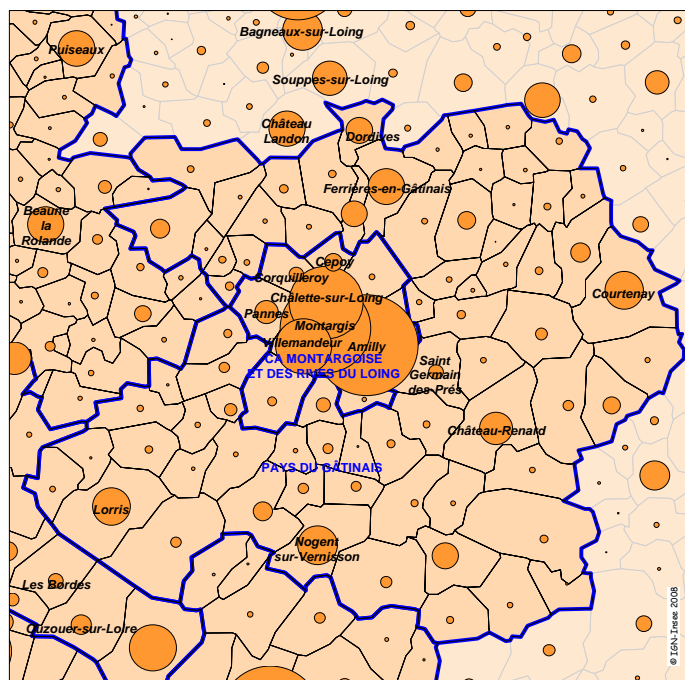 Bagneaux-sur-Loing
Puiseaux
Souppes-sur-Loing
Château
Landon
Dordives
Ferrières-en-Gâtinais
Beaune
la
Rolande
Cepoy
Corquilleroy
Courtenay
Châlette-sur-Loing
Pannes
Montargis
Villemandeur
Amilly
CA MONTARGOISE
ET DES RIVES DU LOING
Saint
Germain
des-Prés
Château-Renard
PAYS DU GÂTINAIS
Lorris
Nogent
sur-Vernisson
Les Bordes
Ouzouer-sur-Loire
© IGN-Insee 2008